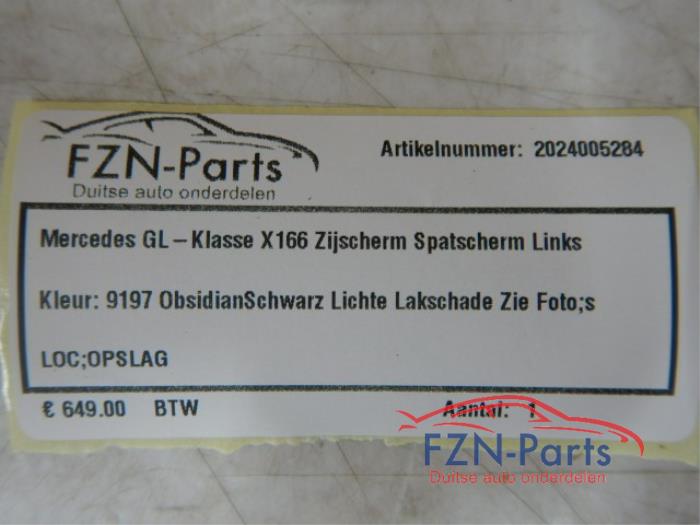 FZN-Parts
Duitse auto onderdelen
Artikelnummer: 2024005284
Mercedes GL-Klasse X166 Zijscherm Spatscherm Links
Kleur: 9197 ObsidianSchwarz Lichte Lakschade Zie Foto;s
LOC;OPSLAG
€ 649.00 BTW Aantal: 1
FZN-Parts
Duitse auto onderdelen